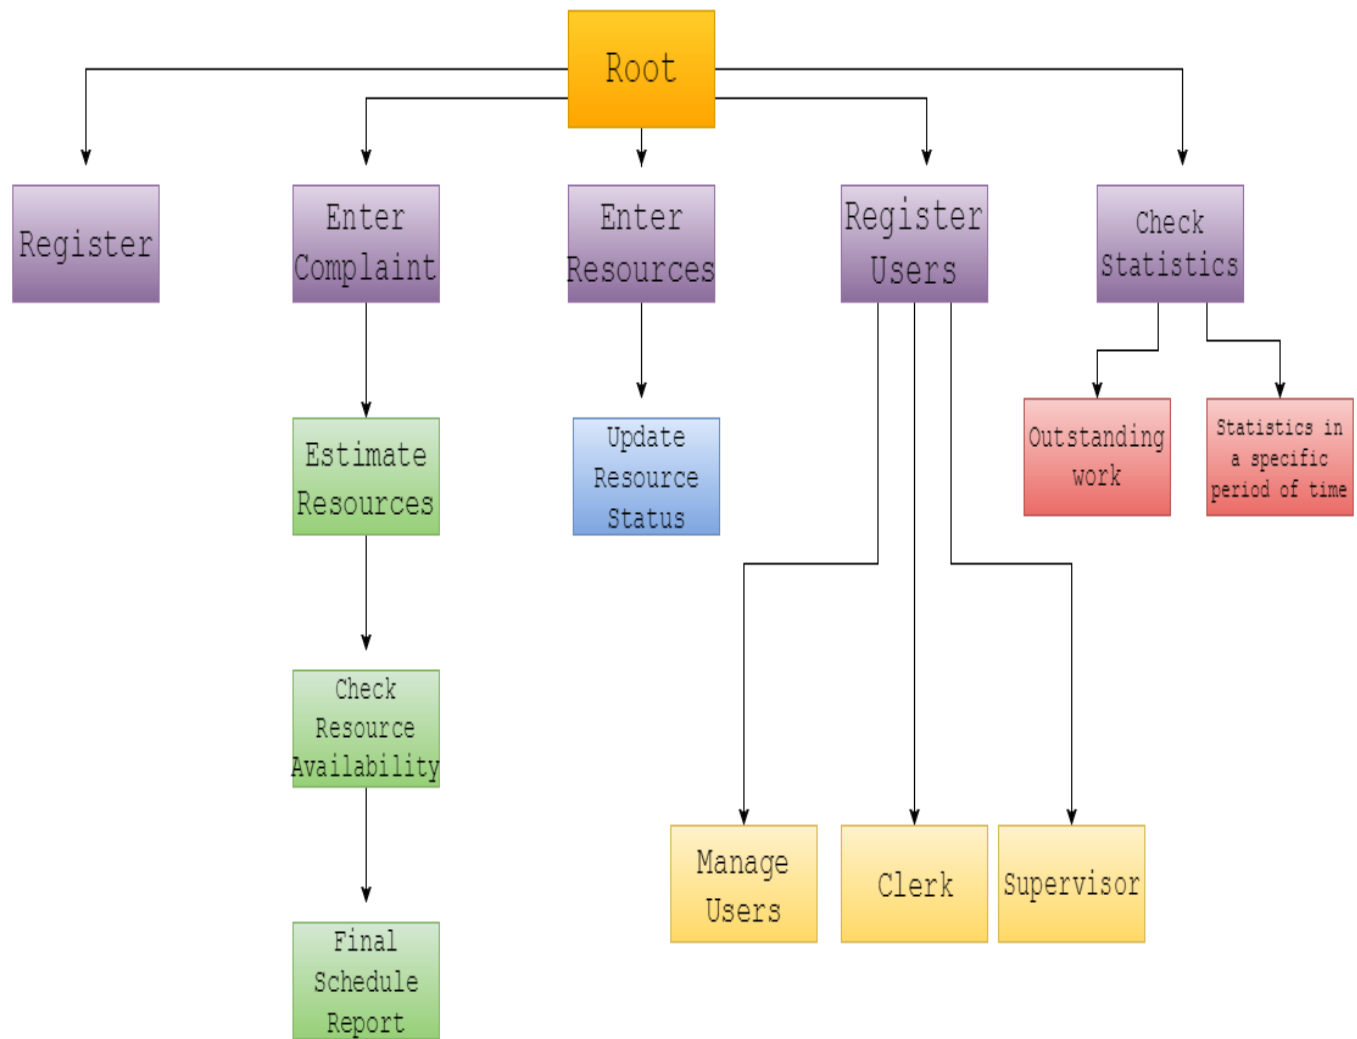 Root
Register
Enter
Complaint
Enter
Resources
Register
Users
Check
Statistics
Estimate
Resources
Update
Resource
Status
Outstanding
work
Statistics in
a specific
period of time
Check
Resource
Availability
Manage
Users
Clerk
Supervisor
Final
Schedule
Report